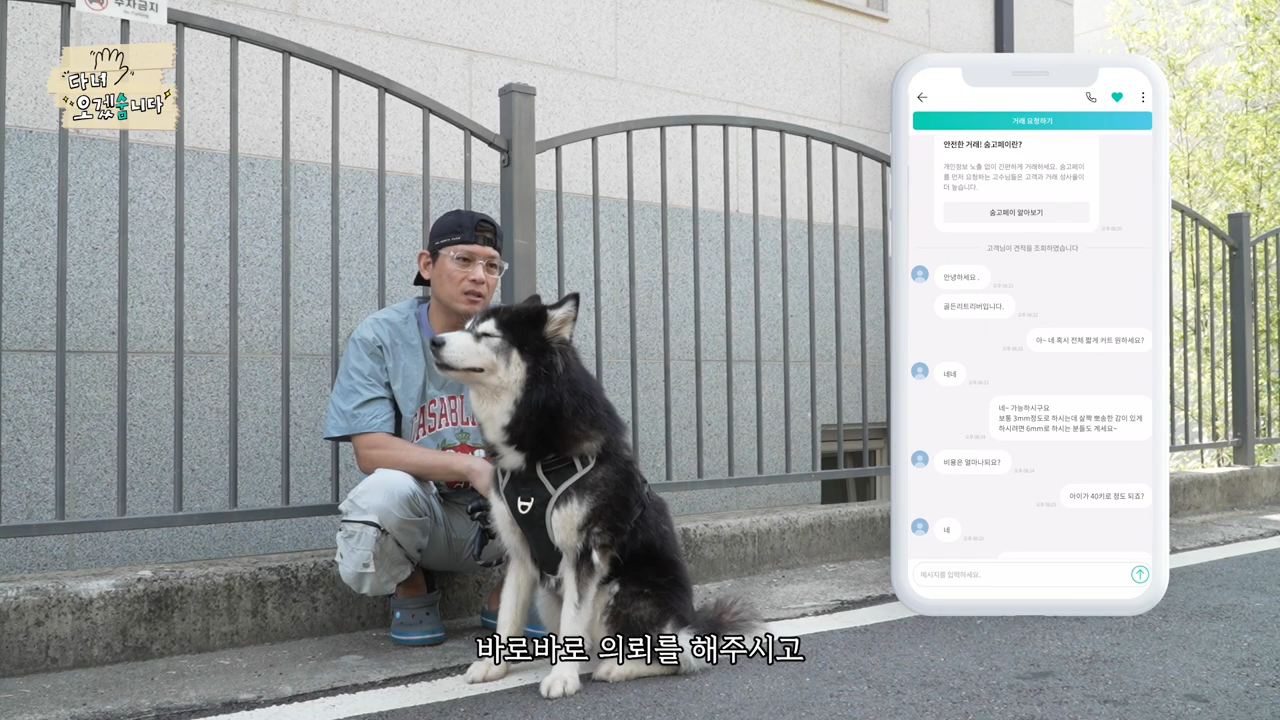 주차금지
No Parking
다녀
오겠숨니다
CASABL
거래 요청하기
안전한 거래! 숨고페이란?
개인정보 노출 없이 간편하게 거래하세요. 숨고페이
를 먼저 요청하는 고수님들은 고객과 거래 성사율이
더 높습니다.
숨고페이 알아보기
고객님이 견적을 조회하였습니다
안녕하세요.
골든리트리버입니다.
아~ 네 혹시 전체 짧게 커트 원하세요?
네네
네~ 가능하시구요
보통 3mm정도로 하시는데 살짝 뽀송한 감이 있게
하시려면 6mm로 하시는 분들도 계세요~
비용은 얼마나되요?
아이가 40키로 정도 되죠?
네
메시지를 입력하세요.
바로바로 의뢰를 해주시고